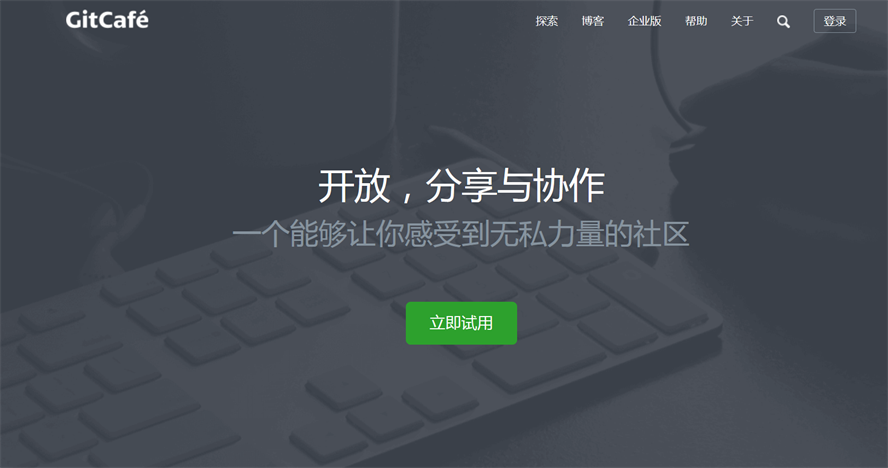 GitCafé
探索 博客 企业版 帮助 关于 登录
开放，分享与协作
一个能够让你感受到无私力量的社区
立即试用